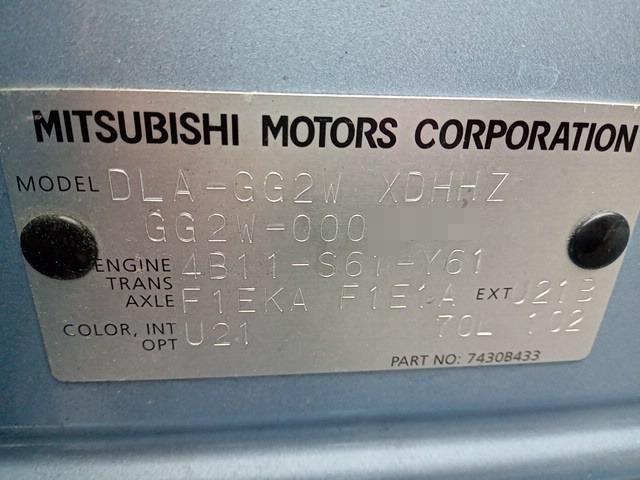 MITSUBISHI MOTORS CORPORATION
MODEL DLA-GG2W XDHHZ
GG2W-000
ENGINE 4B11-S61-Y61
TRANS
AXLE F1EKA F1E1A EXT U21B
COLOR, INT U21 70L 102
OPT
PART NO: 7430B433